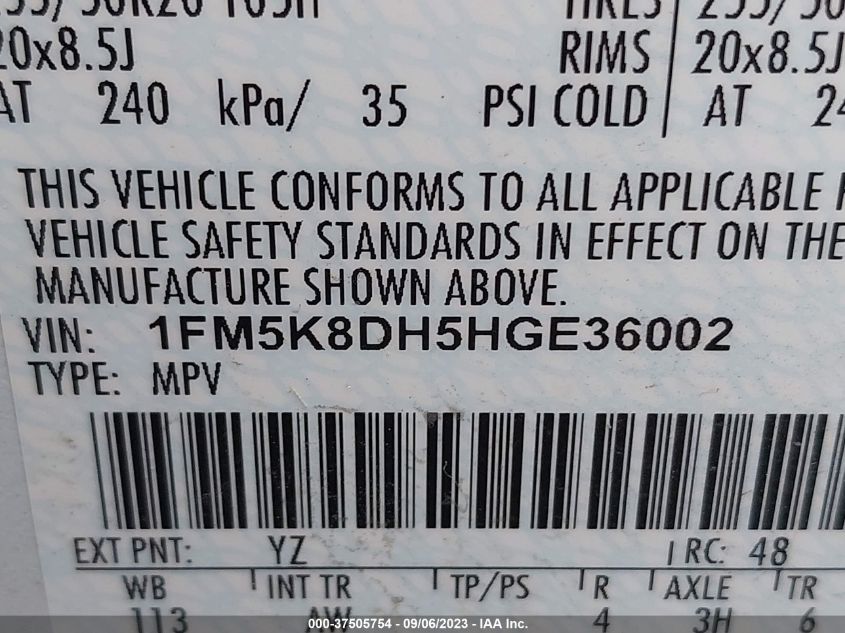 20x8.5J RIMS 20x8.5J
AT 240 kPa/ 35 PSI COLD AT
THIS VEHICLE CONFORMS TO ALL APPLICABLE
VEHICLE SAFETY STANDARDS IN EFFECT ON THE
MANUFACTURE SHOWN ABOVE.
VIN: 1FM5K8DH5HGE36002
TYPE: MPV
EXT PNT: YZ RC: 48
WB INT TR TP/PS R AXLE TR
113 AW 4 3H 6
000-37505754 - 09/06/2023 - IAA Inc.